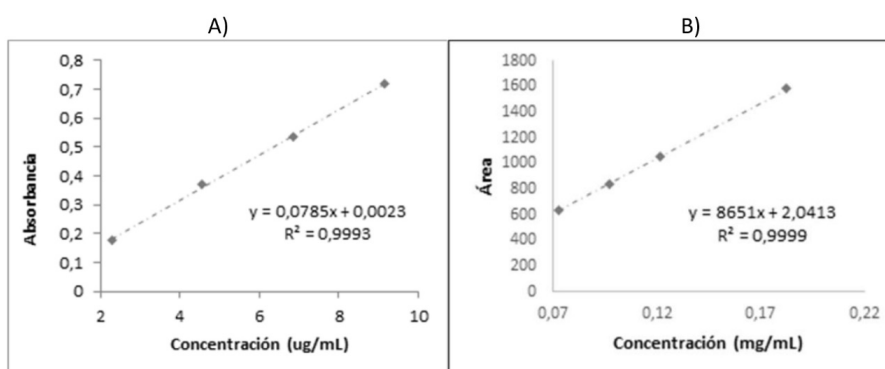 A)
0,8
0,7
0,6
0,5
0,4
0,3
0,2
0,1
0
Absorbancia
y = 0,0785x + 0,0023
R² = 0,9993
2 4 6 8 10
Concentración (ug/mL)
B)
1800
1600
1400
1200
1000
800
600
400
200
0
Área
y = 8651x + 2,0413
R² = 0,9999
0,07 0,12 0,17 0,22
Concentración (mg/mL)